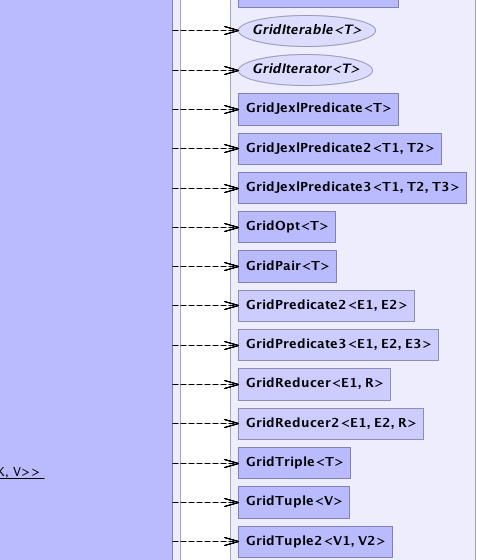 GridIterable<T>
GridIterator<T>
GridJexlPredicate<T>
GridJexlPredicate2<T1, T2>
GridJexlPredicate3<T1, T2, T3>
GridOpt<T>
GridPair<T>
GridPredicate2<E1, E2>
GridPredicate3<E1, E2, E3>
GridReducer<E1, R>
GridReducer2<E1, E2, R>
GridTriple<T>
K, V>>
GridTuple<V>
GridTuple2<V1, V2>